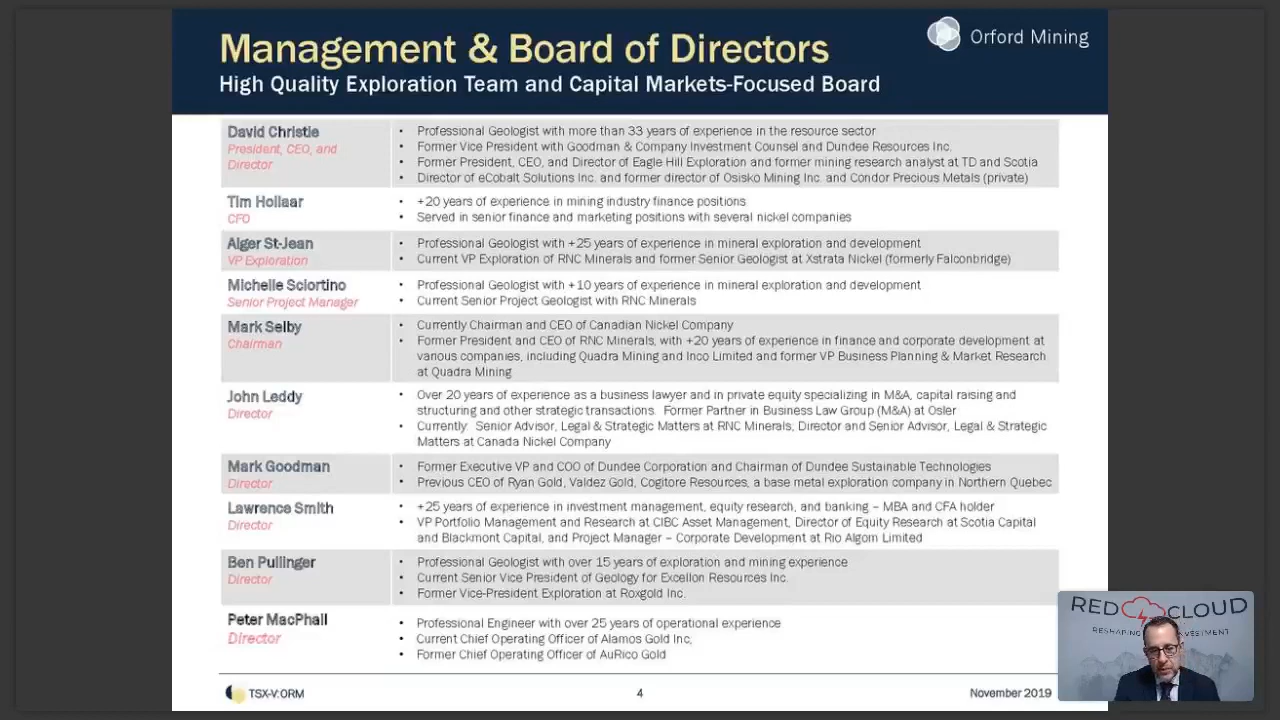 Management & Board of Directors
Orford Mining
High Quality Exploration Team and Capital Markets-Focused Board
David Christie
President, CEO, and
Director
• Professional Geologist with more than 33 years of experience in the resource sector
• Former Vice President with Goodman & Company Investment Counsel and Dundee Resources Inc.
• Former President, CEO, and Director of Eagle Hill Exploration and former mining research analyst at TD and Scotia
• Director of eCobalt Solutions Inc. and former director of Osisko Mining Inc. and Condor Precious Metals (private)
Tim Hollaar
CFO
• +20 years of experience in mining industry finance positions
• Served in senior finance and marketing positions with several nickel companies
Alger St-Jean
VP Exploration
• Professional Geologist with +25 years of experience in mineral exploration and development
• Current VP Exploration of RNC Minerals and former Senior Geologist at Xstrata Nickel (formerly Falconbridge)
Michelle Sciortino
Senior Project Manager
• Professional Geologist with +10 years of experience in mineral exploration and development
• Current Senior Project Geologist with RNC Minerals
Mark Selby
Chairman
• Currently Chairman and CEO of Canadian Nickel Company
• Former President and CEO of RNC Minerals, with +20 years of experience in finance and corporate development at
various companies, including Quadra Mining and Inco Limited and former VP Business Planning & Market Research
at Quadra Mining
John Leddy
Director
• Over 20 years of experience as a business lawyer and in private equity specializing in M&A, capital raising and
structuring and other strategic transactions. Former Partner in Business Law Group (M&A) at Osler
• Currently: Senior Advisor, Legal & Strategic Matters at RNC Minerals; Director and Senior Advisor, Legal & Strategic
Matters at Canada Nickel Company
Mark Goodman
Director
• Former Executive VP and COO of Dundee Corporation and Chairman of Dundee Sustainable Technologies
• Previous CEO of Ryan Gold, Valdez Gold, Cogitore Resources, a base metal exploration company in Northern Quebec
Lawrence Smith
Director
• +25 years of experience in investment management, equity research, and banking – MBA and CFA holder
• VP Portfolio Management and Research at CIBC Asset Management, Director of Equity Research at Scotia Capital
and Blackmont Capital, and Project Manager – Corporate Development at Rio Algom Limited
Ben Pullinger
Director
• Professional Geologist with over 15 years of exploration and mining experience
• Current Senior Vice President of Geology for Excellon Resources Inc.
• Former Vice-President Exploration at Roxgold Inc.
Peter MacPhail
Director
• Professional Engineer with over 25 years of operational experience
• Current Chief Operating Officer of Alamos Gold Inc,
• Former Chief Operating Officer of AuRico Gold
RED CLOUD
TSX-V:ORM
4
November 2019